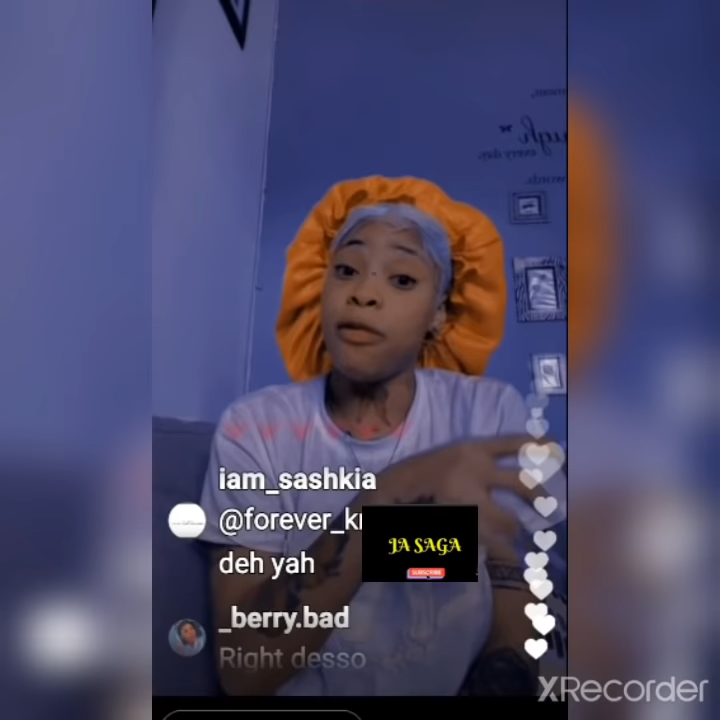 iam_sashkia
@forever_k
deh yah
JA SAGA
SUBSCRIBE
_berry.bad
Right desso
XRecorder